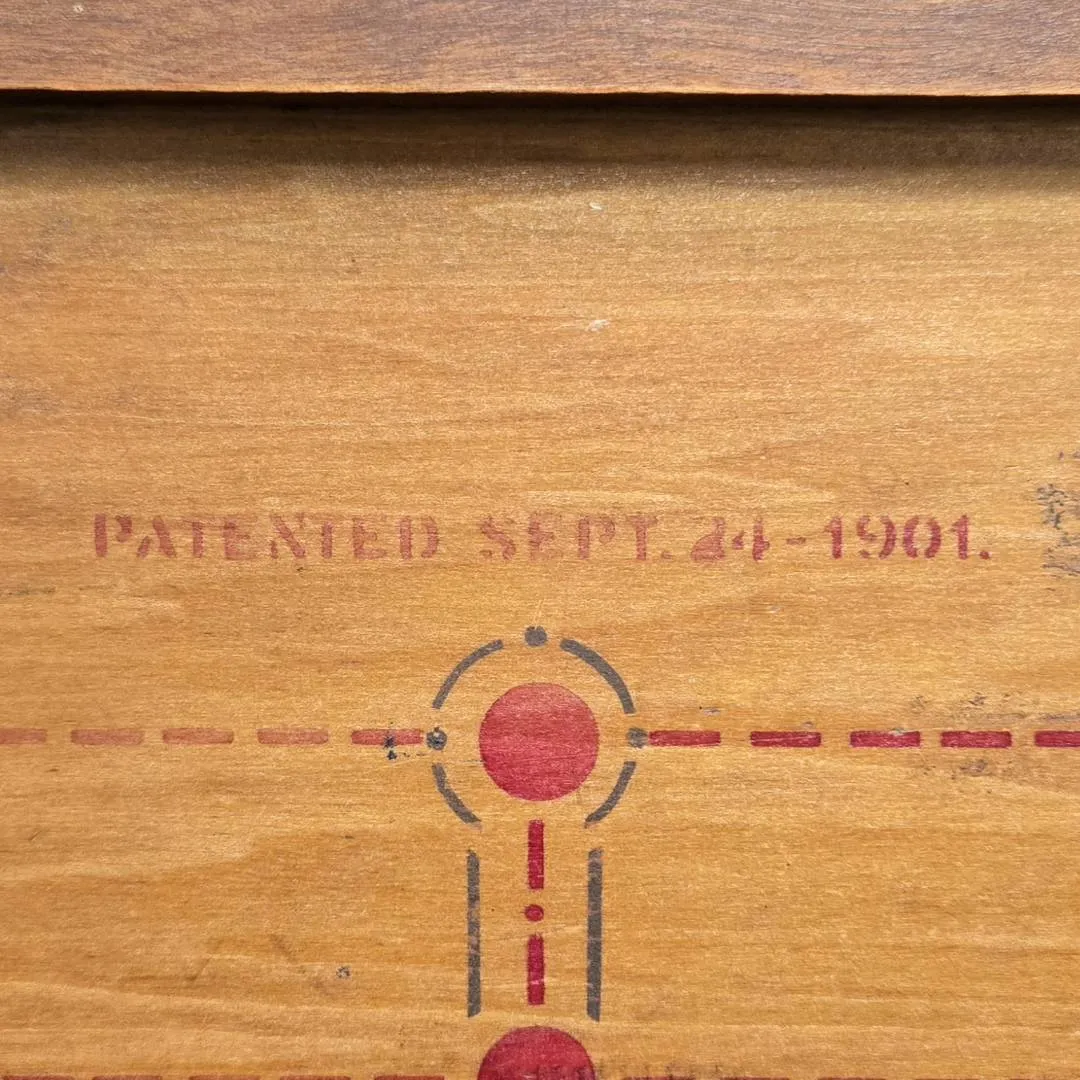 PATENTED SEPT. 24-1901.